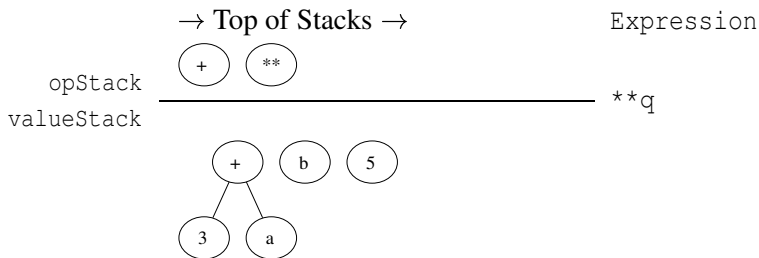 → Top of Stacks → Expression
+ **
opStack
**q
valueStack
+ b 5
3 a